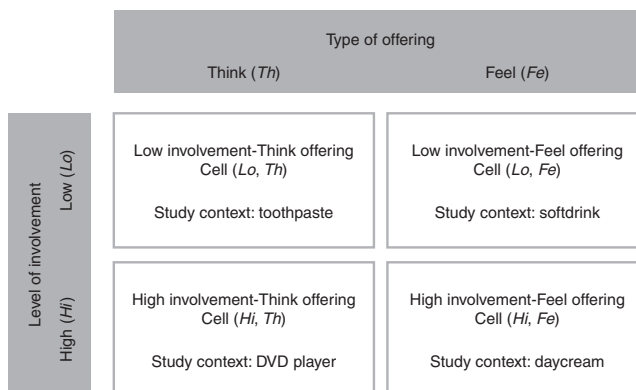 Type of offering
Think (Th)
Feel (Fe)
Level of involvement
Low (Lo)
High (Hi)
Low involvement-Think offering
Cell (Lo, Th)
Study context: toothpaste
Low involvement-Feel offering
Cell (Lo, Fe)
Study context: softdrink
High involvement-Think offering
Cell (Hi, Th)
Study context: DVD player
High involvement-Feel offering
Cell (Hi, Fe)
Study context: daycream